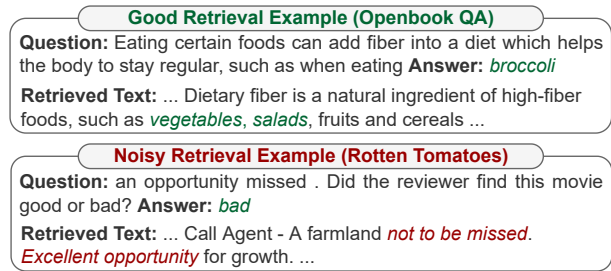 Good Retrieval Example (Openbook QA)
Question: Eating certain foods can add fiber into a diet which helps
the body to stay regular, such as when eating Answer: broccoli
Retrieved Text: ... Dietary fiber is a natural ingredient of high-fiber
foods, such as vegetables, salads, fruits and cereals ...
Noisy Retrieval Example (Rotten Tomatoes)
Question: an opportunity missed . Did the reviewer find this movie
good or bad? Answer: bad
Retrieved Text: ... Call Agent - A farmland not to be missed.
Excellent opportunity for growth. ...